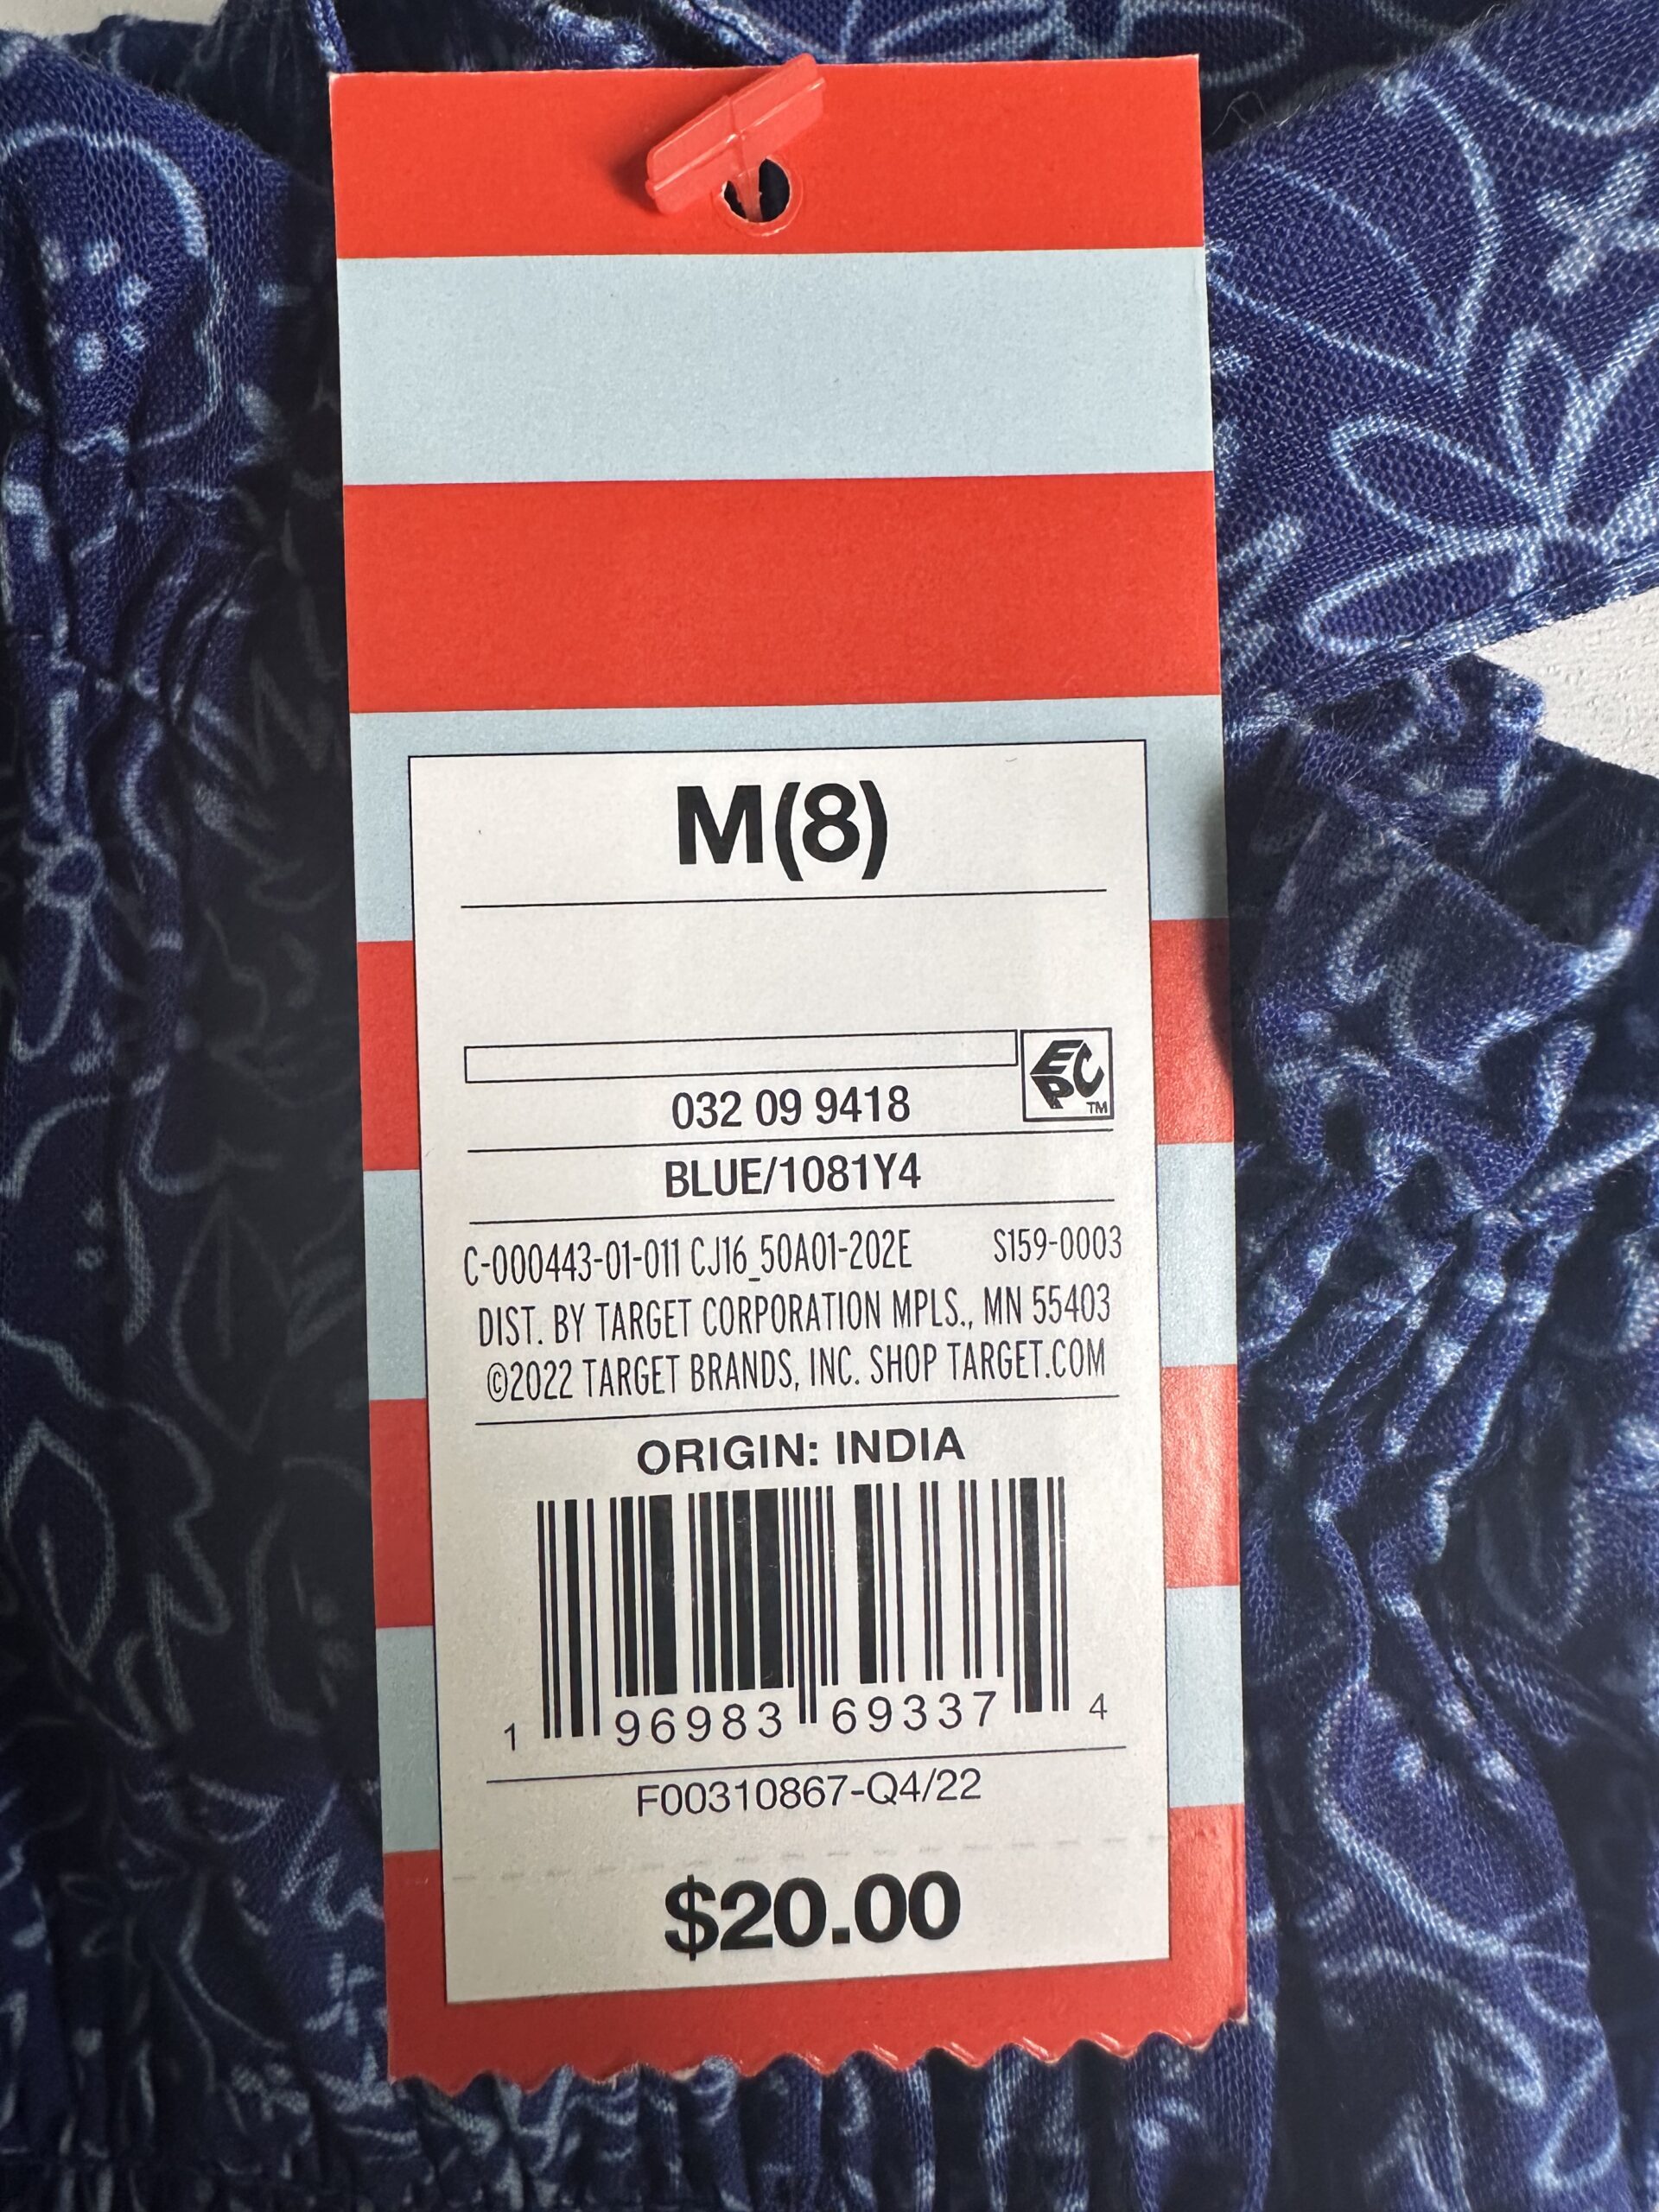 M(8)
EPC™
032 09 9418
BLUE/1081Y4
C-000443-01-011 CJ16_50A01-202E S159-0003
DIST. BY TARGET CORPORATION MPLS., MN 55403
©2022 TARGET BRANDS, INC. SHOP TARGET.COM
ORIGIN: INDIA
1 96983 69337 4
F00310867-Q4/22
$20.00